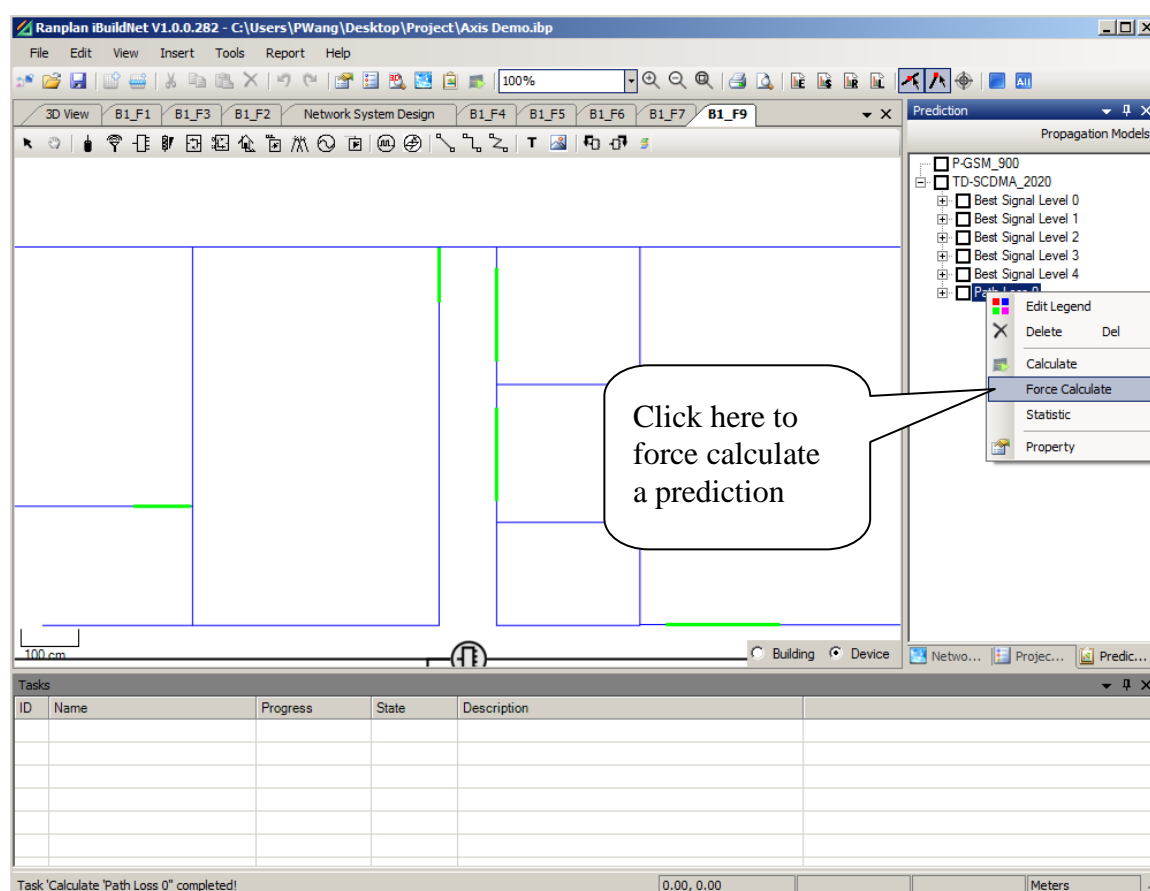 Ranplan iBuildNet V1.0.0.282 - C:\Users\PWang\Desktop\Project\Axis Demo.ibp
File Edit View Insert Tools Report Help
100%
3D View B1_F1 B1_F3 B1_F2 Network System Design B1_F4 B1_F5 B1_F6 B1_F7 B1_F9
Prediction
Propagation Models
P-GSM_900
TD-SCDMA_2020
Best Signal Level 0
Best Signal Level 1
Best Signal Level 2
Best Signal Level 3
Best Signal Level 4
Path Loss 0
Edit Legend
Delete Del
Calculate
Force Calculate
Statistic
Property
Click here to
force calculate
a prediction
100 cm
Building Device
Netwo... Projec... Predic...
Tasks
ID Name Progress State Description
Task 'Calculate 'Path Loss 0'' completed!
0.00, 0.00
Meters